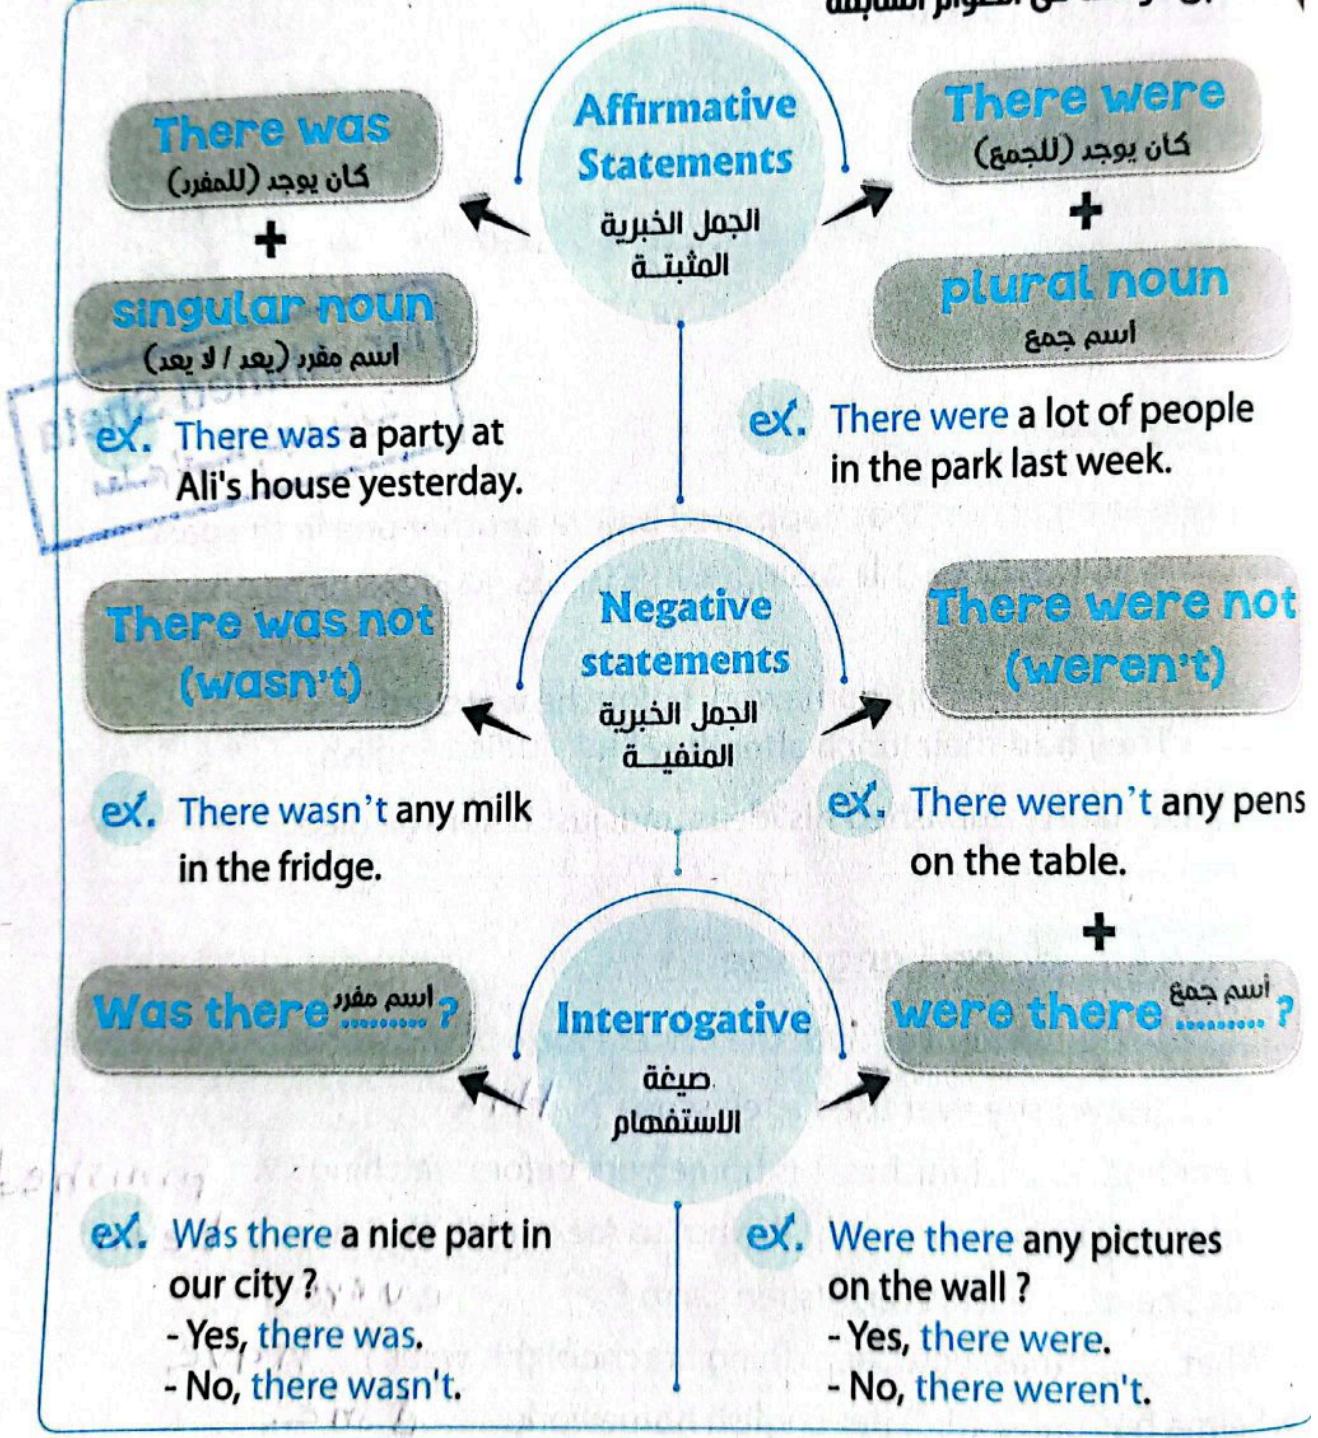 Affirmative
Statements
الجمل الخبرية
المثبتـة
There was
كان يوجد (للمفرد)
+
singular noun
اسم مفرد (يعد / لا يعد)
ex. There was a party at
Ali's house yesterday.
There were
كان يوجد (للجمع)
+
plural noun
اسم جمع
ex. There were a lot of people
in the park last week.
Negative
statements
الجمل الخبرية
المنفيـة
There was not
(wasn't)
ex. There wasn't any milk
in the fridge.
There were not
(weren't)
ex. There weren't any pens
on the table.
+
Interrogative
صيغة
الاستفهام
Was there اسم مفرد ......... ?
ex. Was there a nice part in
our city ?
- Yes, there was.
- No, there wasn't.
were there اسم جمع ......... ?
ex. Were there any pictures
on the wall ?
- Yes, there were.
- No, there weren't.